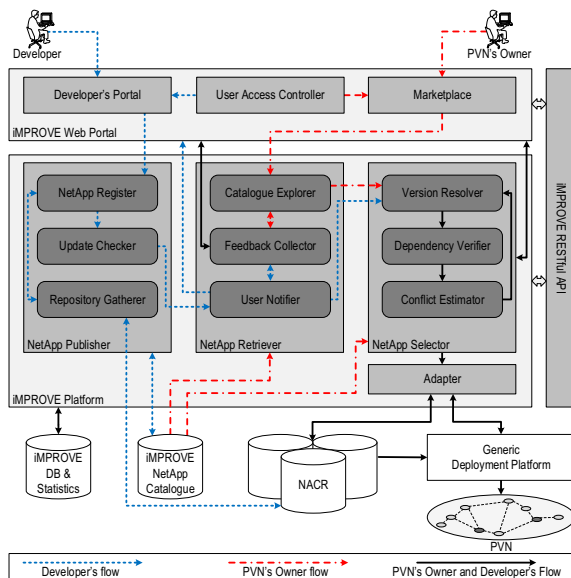 Developer
PVN's Owner
Developer's Portal
User Access Controller
Marketplace
iMPROVE Web Portal
NetApp Register
Catalogue Explorer
Version Resolver
Update Checker
Feedback Collector
Dependency Verifier
Repository Gatherer
User Notifier
Conflict Estimator
NetApp Publisher
NetApp Retriever
NetApp Selector
Adapter
iMPROVE Platform
iMPROVE RESTful API
iMPROVE
DB &
Statistics
iMPROVE
NetApp
Catalogue
NACR
Generic
Deployment Platform
PVN
Developer's flow
PVN's Owner flow
PVN's Owner and Developer's Flow